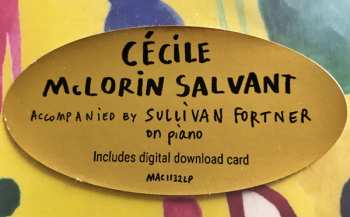 CÉCILE
McLORIN SALVANT
ACCOMPANIED BY SULLIVAN FORTNER
on piano
Includes digital download card
MAC1132LP